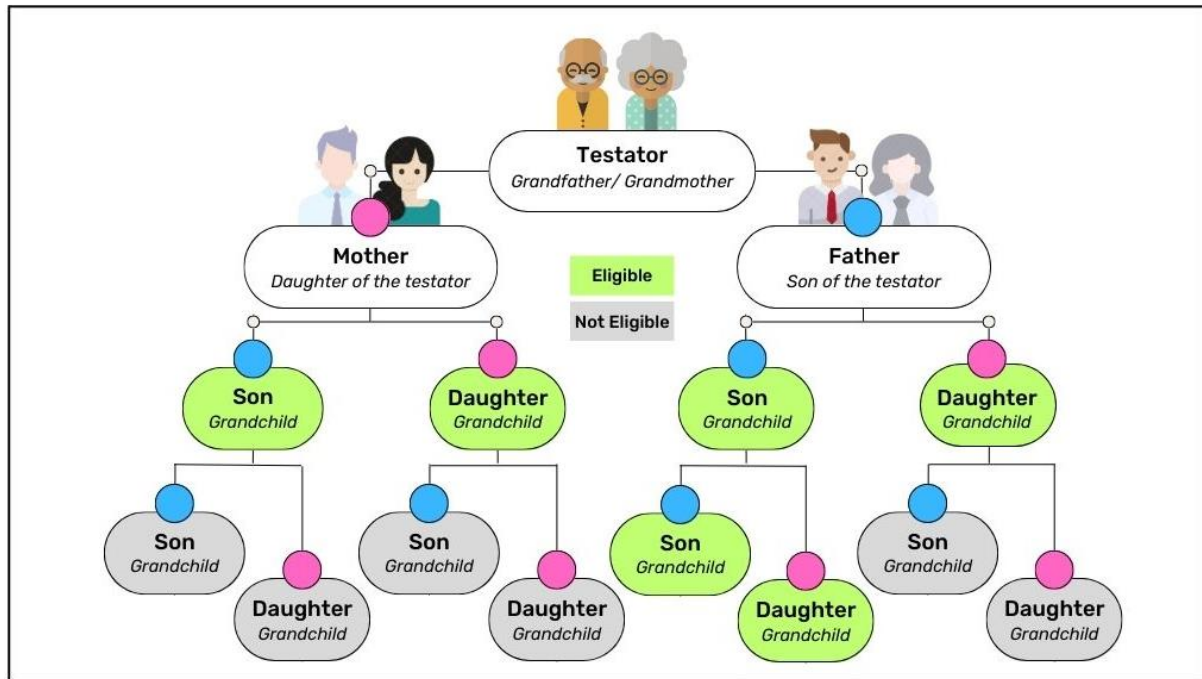 Testator
Grandfather/ Grandmother
Mother
Daughter of the testator
Father
Son of the testator
Eligible
Not Eligible
Son
Grandchild
Daughter
Grandchild
Son
Grandchild
Daughter
Grandchild
Son
Grandchild
Daughter
Grandchild
Son
Grandchild
Daughter
Grandchild
Son
Grandchild
Daughter
Grandchild
Son
Grandchild
Daughter
Grandchild